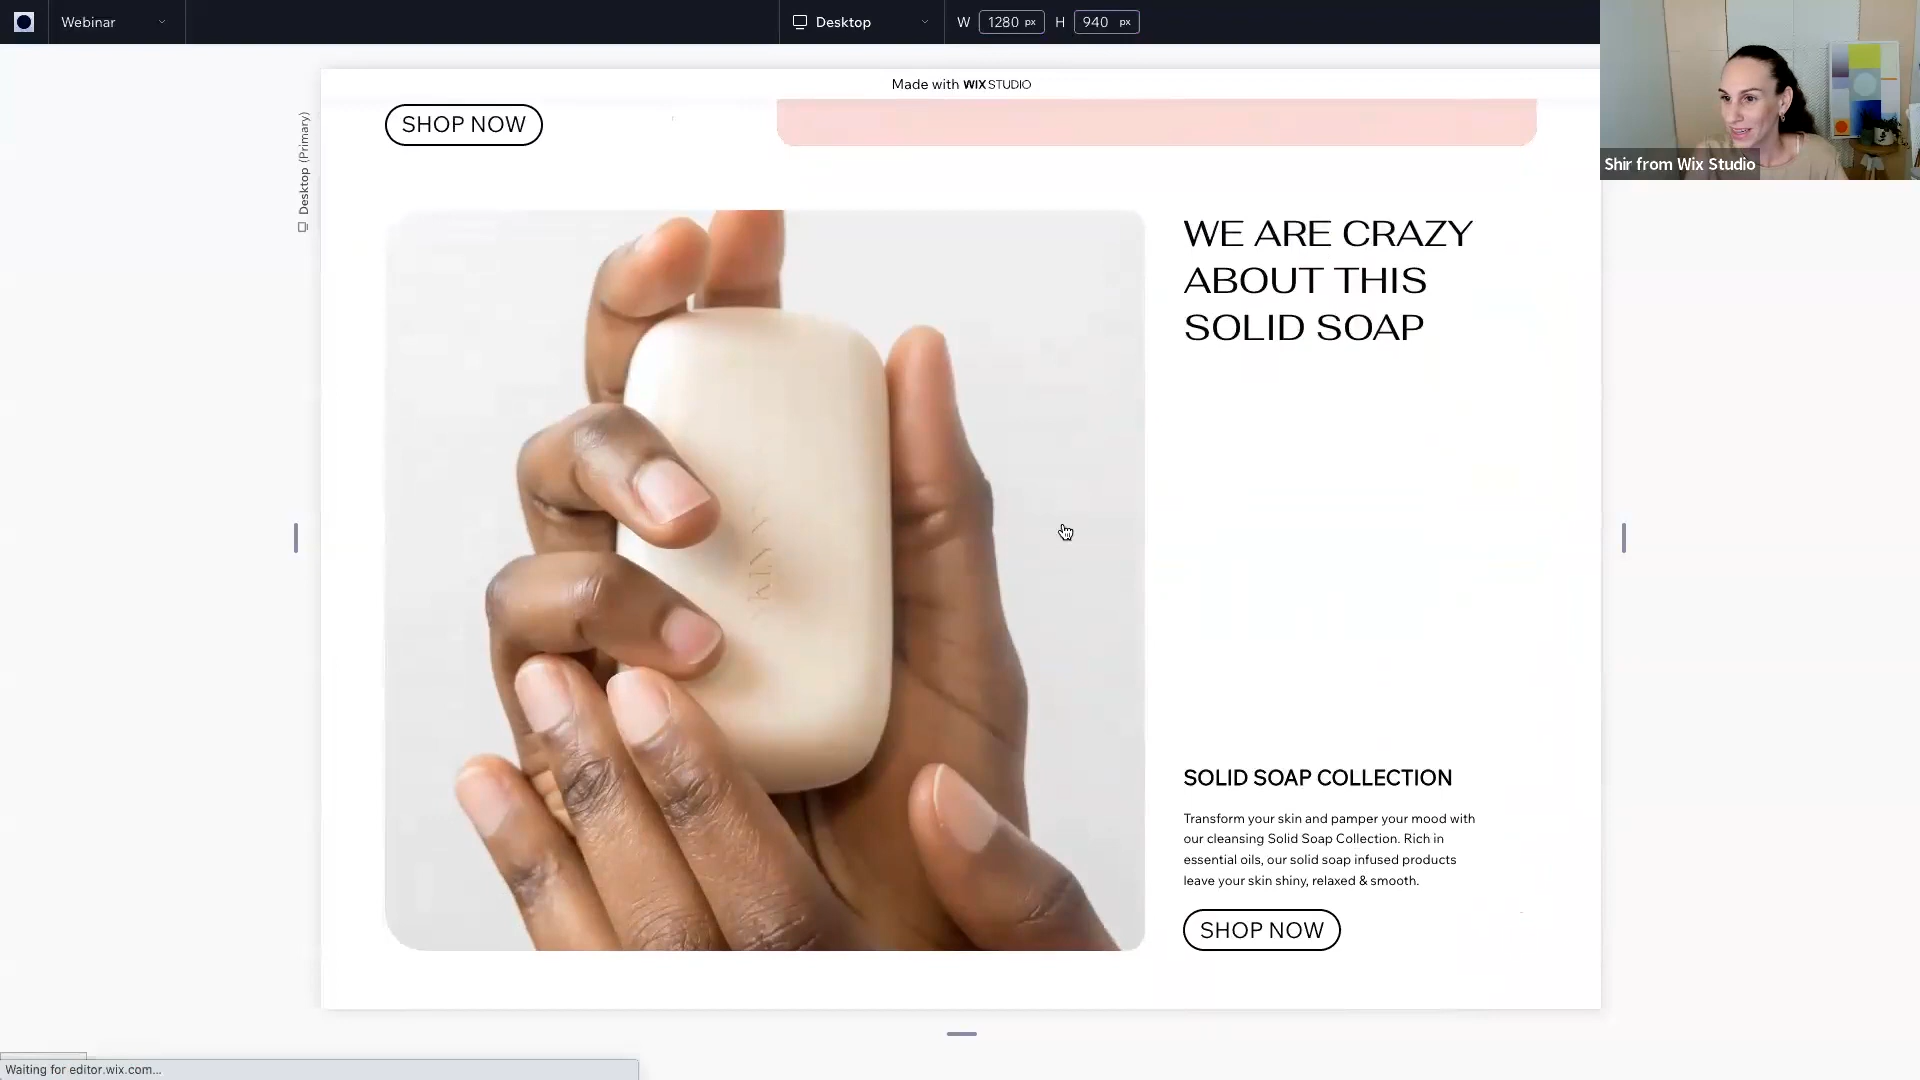 Webinar
Desktop
W 1280 px H 940 px
Made with WIX STUDIO
SHOP NOW
Shir from Wix Studio
Desktop (Primary)
WE ARE CRAZY
ABOUT THIS
SOLID SOAP
SOLID SOAP COLLECTION
Transform your skin and pamper your mood with
our cleansing Solid Soap Collection. Rich in
essential oils, our solid soap infused products
leave your skin shiny, relaxed & smooth.
SHOP NOW
Waiting for editor.wix.com...